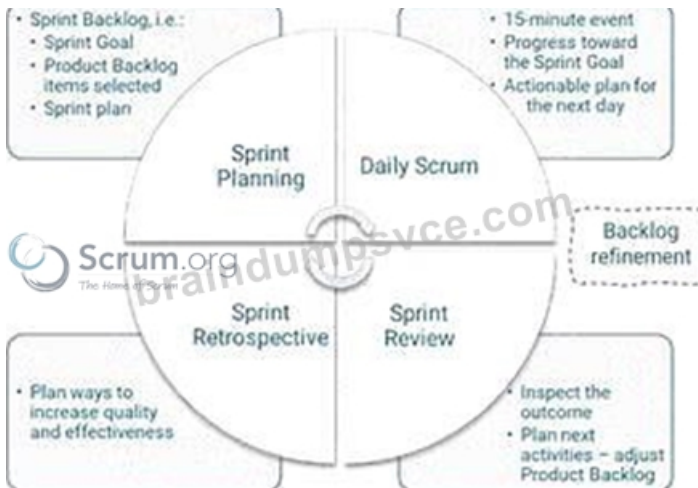 • Sprint Backlog, i.e.:
• Sprint Goal
• Product Backlog
items selected
• Sprint plan
• 15-minute event
• Progress toward
the Sprint Goal
• Actionable plan for
the next day
Sprint
Planning
Daily Scrum
Backlog
refinement
Scrum.org
The Home of Scrum
braindumpsvce.com
Sprint
Retrospective
Sprint
Review
• Plan ways to
increase quality
and effectiveness
• Inspect the
outcome
• Plan next
activities – adjust
Product Backlog